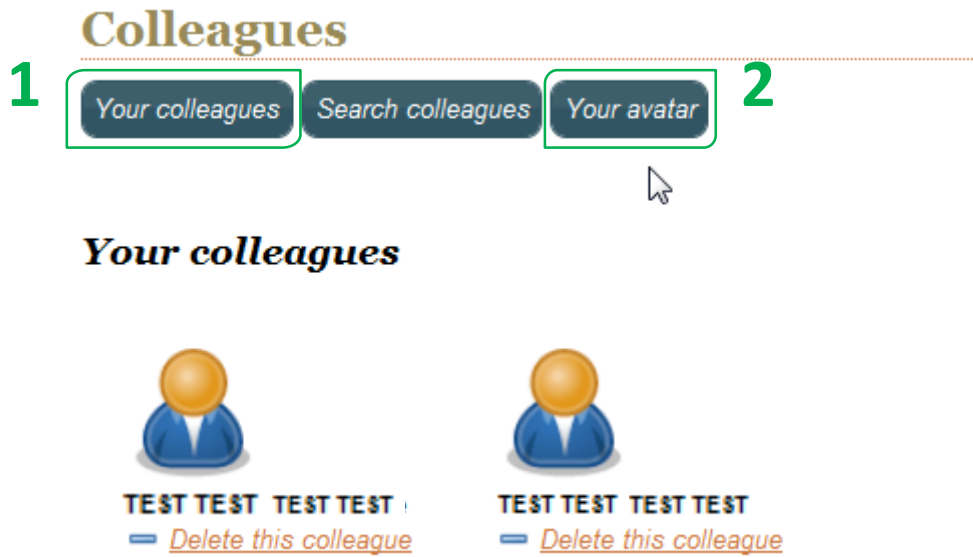 Colleagues
1 Your colleagues Search colleagues Your avatar 2
Your colleagues
TEST TEST TEST TEST TEST TEST TEST TEST
Delete this colleague Delete this colleague